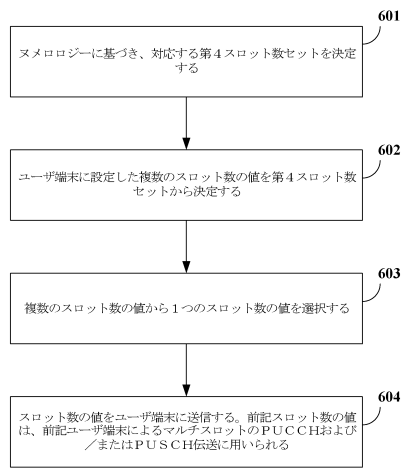 601
ヌメロロジーに基づき、対応する第４スロット数セットを決定
する
602
ユーザ端末に設定した複数のスロット数の値を第４スロット数
セットから決定する
603
複数のスロット数の値から１つのスロット数の値を選択する
604
スロット数の値をユーザ端末に送信する。前記スロット数の値
は、前記ユーザ端末によるマルチスロットのＰＵＣＣＨおよび
／またはＰＵＳＣＨ伝送に用いられる